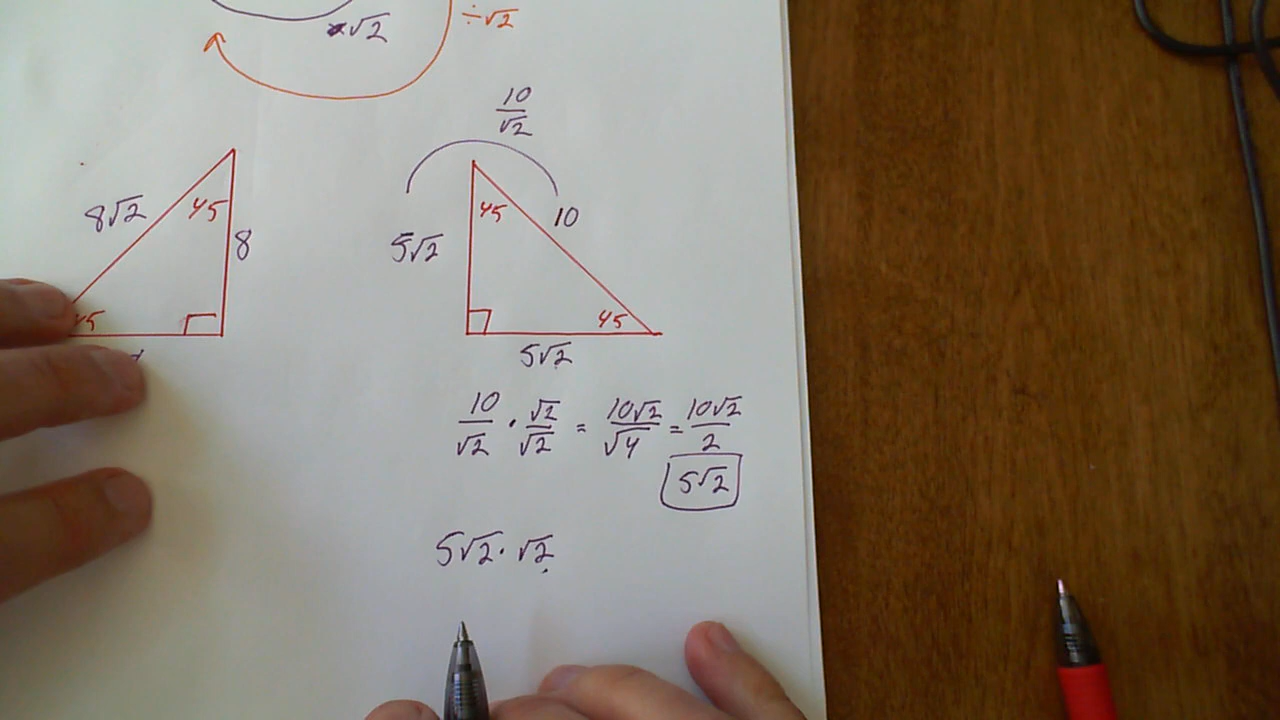 ×√2
÷√2
10/√2
8√2 45 8
45
5√2 45 10
45
5√2
10/√2 · √2/√2 = 10√2/√4 = 10√2/2
5√2
5√2 · √2